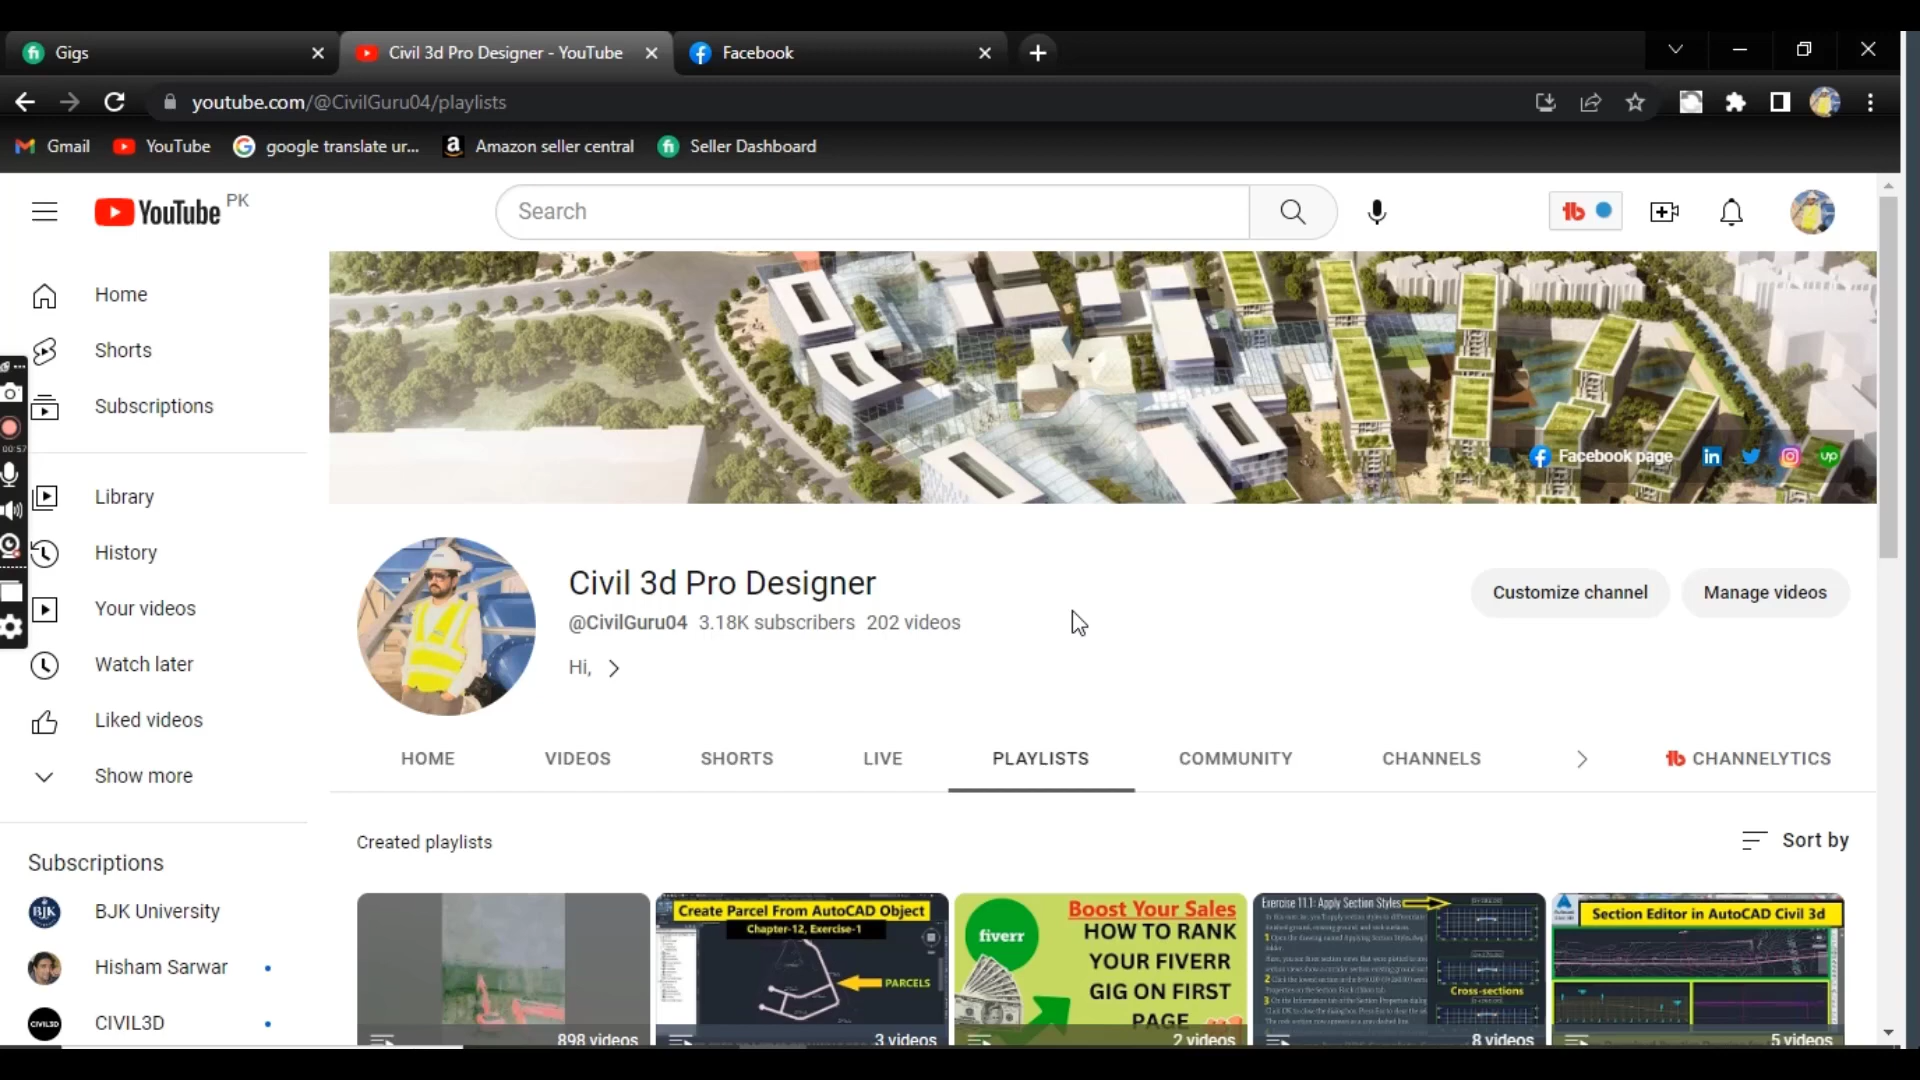 Gigs
Civil 3d Pro Designer - YouTube
Facebook
youtube.com/@CivilGuru04/playlists
Gmail
YouTube
google translate ur...
Amazon seller central
Seller Dashboard
YouTube PK
Search
Home
Shorts
Subscriptions
00:57
Library
History
Your videos
Watch later
Liked videos
Show more
Subscriptions
BJK University
Hisham Sarwar
CIVIL3D
Facebook page
Civil 3d Pro Designer
@CivilGuru04 3.18K subscribers 202 videos
Hi,
Customize channel
Manage videos
HOME
VIDEOS
SHORTS
LIVE
PLAYLISTS
COMMUNITY
CHANNELS
CHANNELYTICS
Created playlists
Sort by
898 videos
Create Parcel From AutoCAD Object
Chapter-12, Exercise-1
PARCELS
3 videos
fiverr
Boost Your Sales
HOW TO RANK
YOUR FIVERR
GIG ON FIRST
PAGE
2 videos
Exercise 11.1: Apply Section Styles
Cross-sections
8 videos
Section Editor in AutoCAD Civil 3d
5 videos